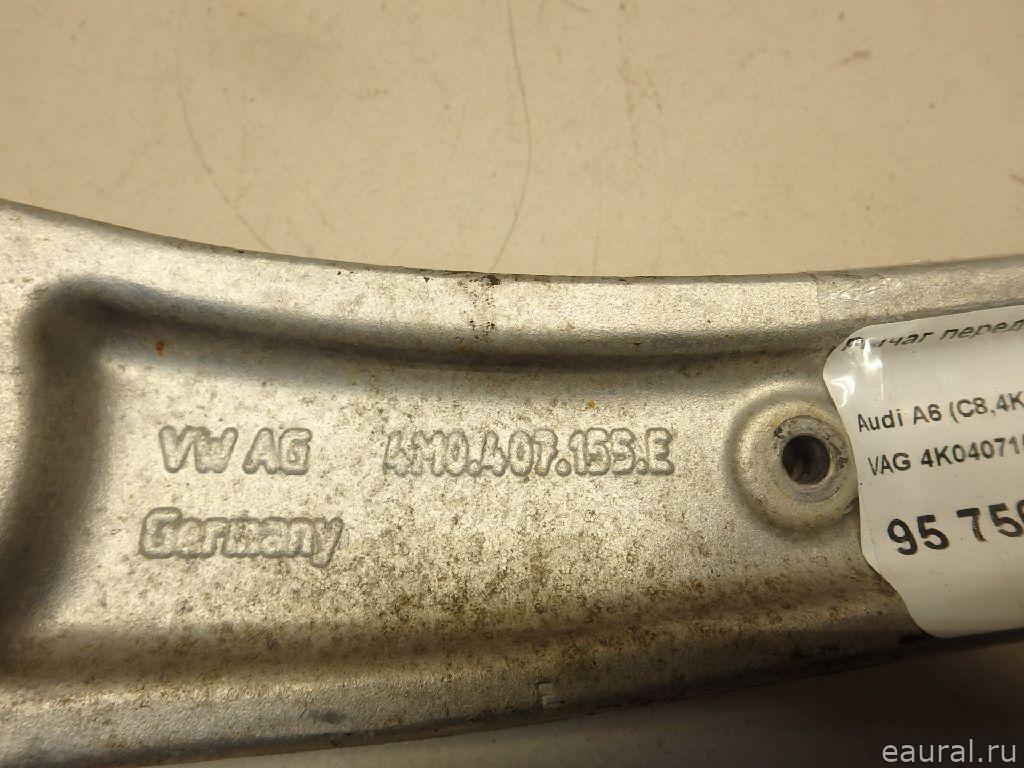 VW AG 4M0.407.155.E
Germany
Рычаг перед
Audi A6 (C8,4K
VAG 4K04071
95 75
eaural.ru